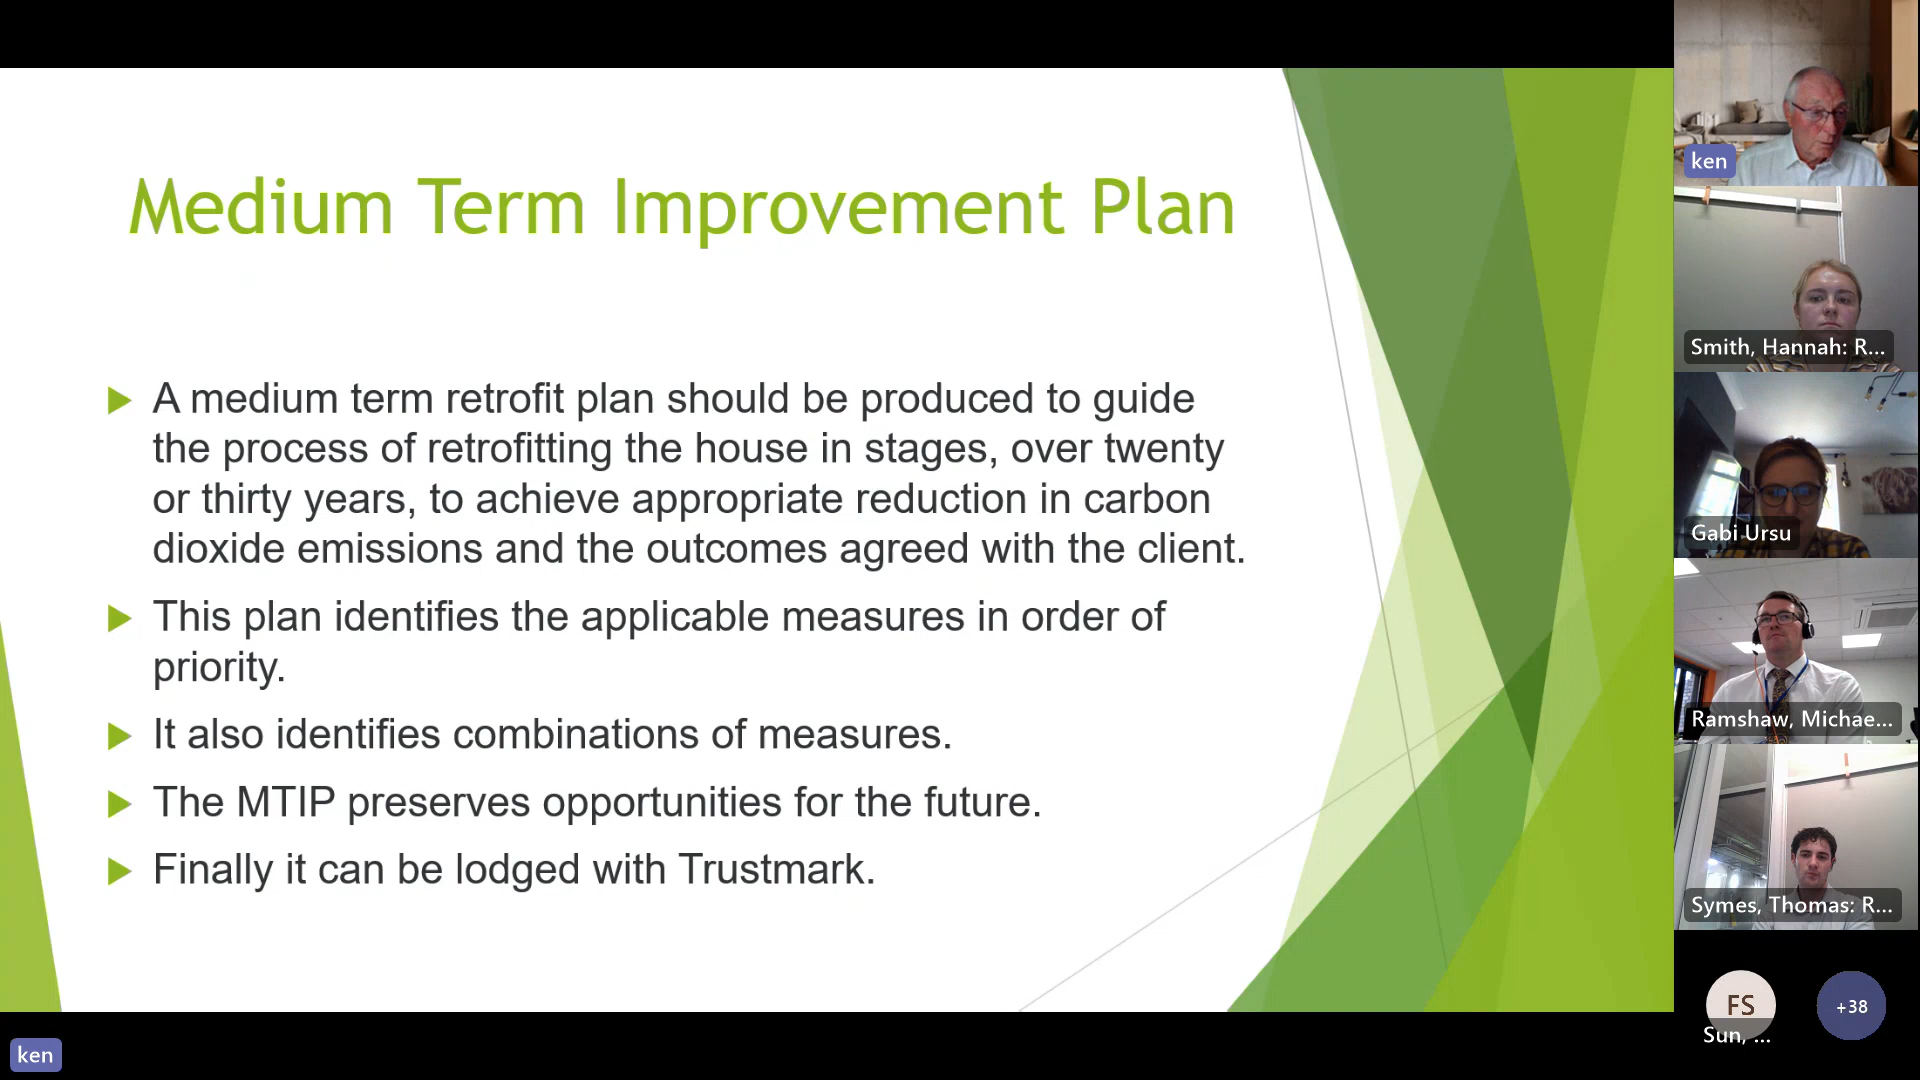 Medium Term Improvement Plan
A medium term retrofit plan should be produced to guide
the process of retrofitting the house in stages, over twenty
or thirty years, to achieve appropriate reduction in carbon
dioxide emissions and the outcomes agreed with the client.
This plan identifies the applicable measures in order of
priority.
It also identifies combinations of measures.
The MTIP preserves opportunities for the future.
Finally it can be lodged with Trustmark.
ken
ken
Smith, Hannah: R...
Gabi Ursu
Ramshaw, Michae...
Symes, Thomas: R...
FS
Sun, ...
+38